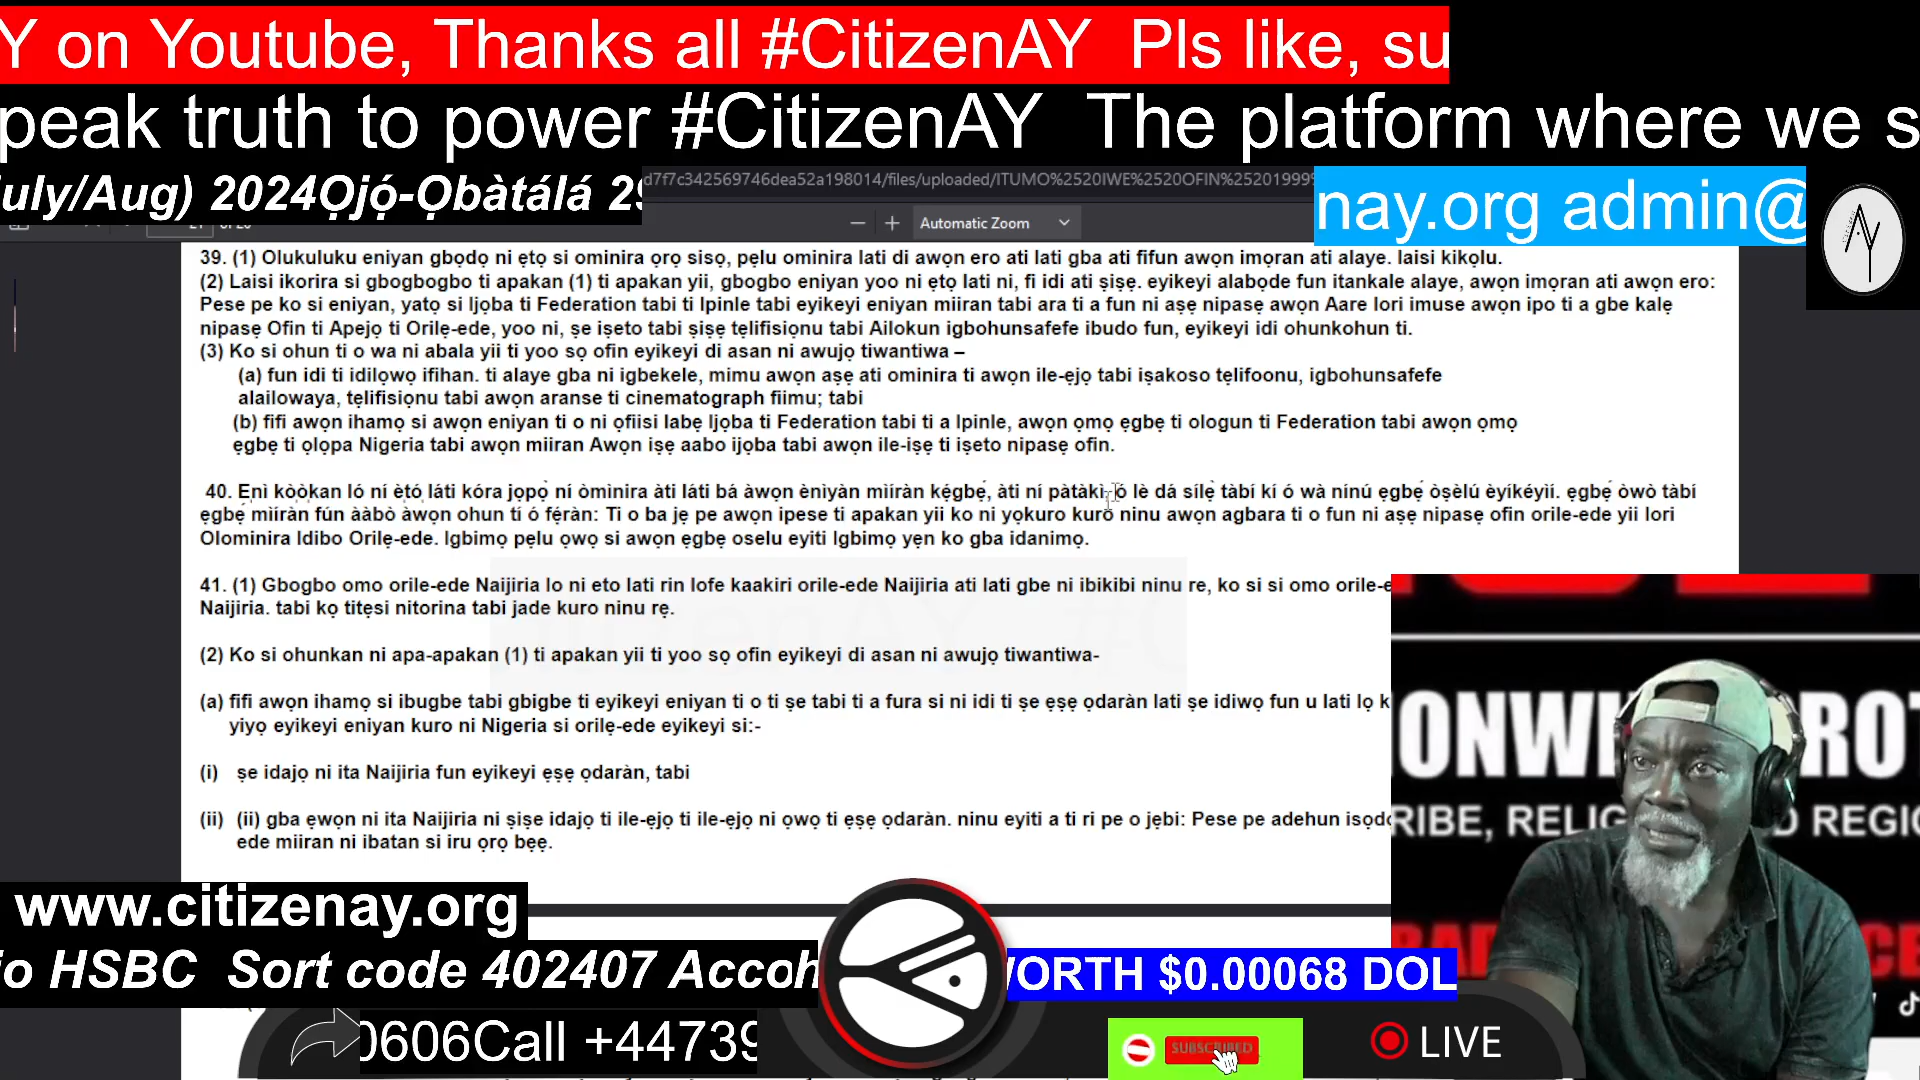 Y on Youtube, Thanks all #CitizenAY Pls like, su
peak truth to power #CitizenAY The platform where we s
July/Aug) 2024Ọjọ́-Ọbàtálá 29
d7f7c342569746dea52a198014/files/uploaded/ITUMO%2520IWE%2520OFIN%25201999%
nay.org admin@
Automatic Zoom
39. (1) Olukuluku eniyan gbọdọ ni ẹtọ si ominira ọrọ sisọ, pẹlu ominira lati di awọn ero ati lati gba ati fifun awọn imọran ati alaye. laisi kikọlu.
(2) Laisi ikorira si gbogbogbo ti apakan (1) ti apakan yii, gbogbo eniyan yoo ni ẹtọ lati ni, fi idi ati ṣiṣẹ. eyikeyi alabọde fun itankale alaye, awọn imọran ati awọn ero:
Pese pe ko si eniyan, yatọ si Ijọba ti Federation tabi ti Ipinle tabi eyikeyi eniyan miiran tabi ara ti a fun ni aṣẹ nipasẹ awọn Aare lori imuse awọn ipo ti a gbe kalẹ
nipasẹ Ofin ti Apejọ ti Orilẹ-ede, yoo ni, ṣe iṣeto tabi ṣiṣẹ tẹlifisiọnu tabi Ailokun igbohunsafefe ibudo fun, eyikeyi idi ohunkohun ti.
(3) Ko si ohun ti o wa ni abala yii ti yoo sọ ofin eyikeyi di asan ni awujọ tiwantiwa –
(a) fun idi ti idilọwọ ifihan. ti alaye gba ni igbekele, mimu awọn aṣẹ ati ominira ti awọn ile-ẹjọ tabi iṣakoso tẹlifoonu, igbohunsafefe
alailowaya, tẹlifisiọnu tabi awọn aranse ti cinematograph fiimu; tabi
(b) fifi awọn ihamọ si awọn eniyan ti o ni ọfiisi labẹ Ijọba ti Federation tabi ti a Ipinle, awọn ọmọ ẹgbẹ ti ologun ti Federation tabi awọn ọmọ
ẹgbẹ ti ọlọpa Nigeria tabi awọn miiran Awọn iṣẹ aabo ijọba tabi awọn ile-iṣẹ ti iṣeto nipasẹ ofin.
40. Ẹnì kọ̀ọ̀kan ló ní ẹ̀tọ́ láti kóra jọpọ̀ ní òmìnira àti láti bá àwọn ènìyàn mìíràn kẹ́gbẹ́, àti ní pàtàkì, ó lè dá sílẹ̀ tàbí kí ó wà nínú ẹgbẹ́ òṣèlú èyíkéyìí. ẹgbẹ́ òwò tàbí
ẹgbẹ́ mìíràn fún ààbò àwọn ohun tí ó fẹ́ràn: Ti o ba jẹ pe awọn ipese ti apakan yii ko ni yọkuro kuro ninu awọn agbara ti o fun ni aṣẹ nipasẹ ofin orile-ede yii lori
Olominira Idibo Orilẹ-ede. Igbimọ pẹlu ọwọ si awọn ẹgbẹ oselu eyiti Igbimọ yẹn ko gba idanimọ.
41. (1) Gbogbo omo orile-ede Naijiria lo ni eto lati rin lofe kaakiri orile-ede Naijiria ati lati gbe ni ibikibi ninu re, ko si si omo orile-e
Naijiria. tabi kọ titẹsi nitorina tabi jade kuro ninu rẹ.
(2) Ko si ohunkan ni apa-apakan (1) ti apakan yii ti yoo sọ ofin eyikeyi di asan ni awujọ tiwantiwa-
(a) fifi awọn ihamọ si ibugbe tabi gbigbe ti eyikeyi eniyan ti o ti ṣe tabi ti a fura si ni idi ti ṣe ẹṣẹ ọdaràn lati ṣe idiwọ fun u lati lọ k
yiyọ eyikeyi eniyan kuro ni Nigeria si orilẹ-ede eyikeyi si:-
(i) ṣe idajọ ni ita Naijiria fun eyikeyi ẹṣẹ ọdaràn, tabi
(ii) (ii) gba ẹwọn ni ita Naijiria ni ṣiṣe idajọ ti ile-ẹjọ ti ile-ẹjọ ni ọwọ ti ẹṣẹ ọdaràn. ninu eyiti a ti ri pe o jẹbi: Pese pe adehun isọdọ
ede miiran ni ibatan si iru ọrọ bẹẹ.
RIBE, RELIG
D REGIO
www.citizenay.org
fo HSBC Sort code 402407 Acco
WORTH $0.00068 DOL
0606Call +44739
SUBSCRIBED
LIVE